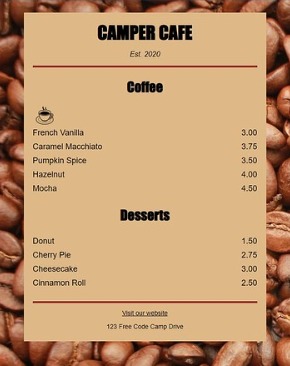 CAMPER CAFE
Est. 2020
Coffee
French Vanilla 3.00
Caramel Macchiato 3.75
Pumpkin Spice 3.50
Hazelnut 4.00
Mocha 4.50
Desserts
Donut 1.50
Cherry Pie 2.75
Cheesecake 3.00
Cinnamon Roll 2.50
Visit our website
123 Free Code Camp Drive